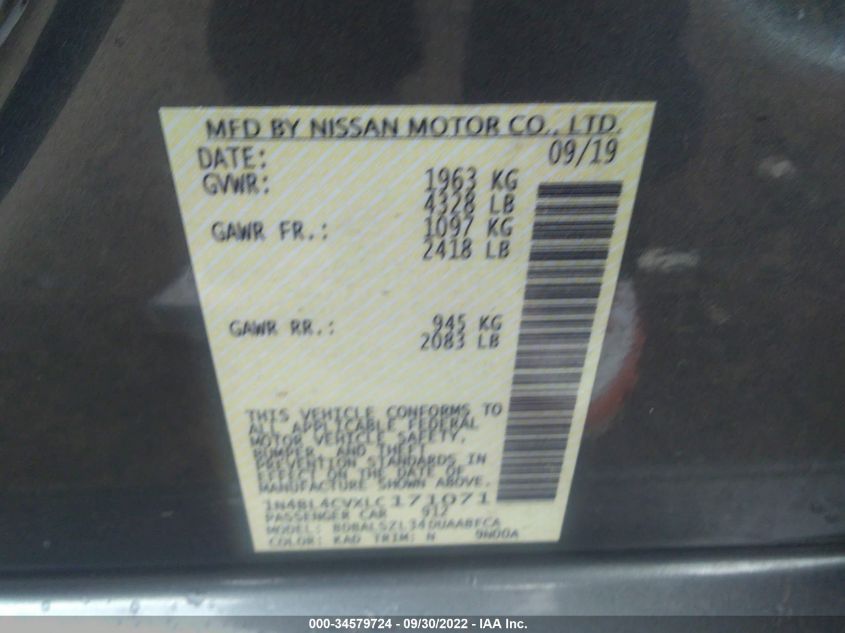 MFD BY NISSAN MOTOR CO., LTD.
DATE: 09/19
GVWR: 1963 KG
4328 LB
GAWR FR.: 1097 KG
2418 LB
GAWR RR.: 945 KG
2083 LB
THIS VEHICLE CONFORMS TO
ALL APPLICABLE FEDERAL
MOTOR VEHICLE SAFETY,
BUMPER, AND THEFT
PREVENTION STANDARDS IN
EFFECT ON THE DATE OF
MANUFACTURE SHOWN ABOVE.
1N4BL4CVXLC171071
PASSENGER CAR 912
MODEL:
COLOR: KAD TRIM: N 9N00A
000-34579724 - 09/30/2022 - IAA Inc.